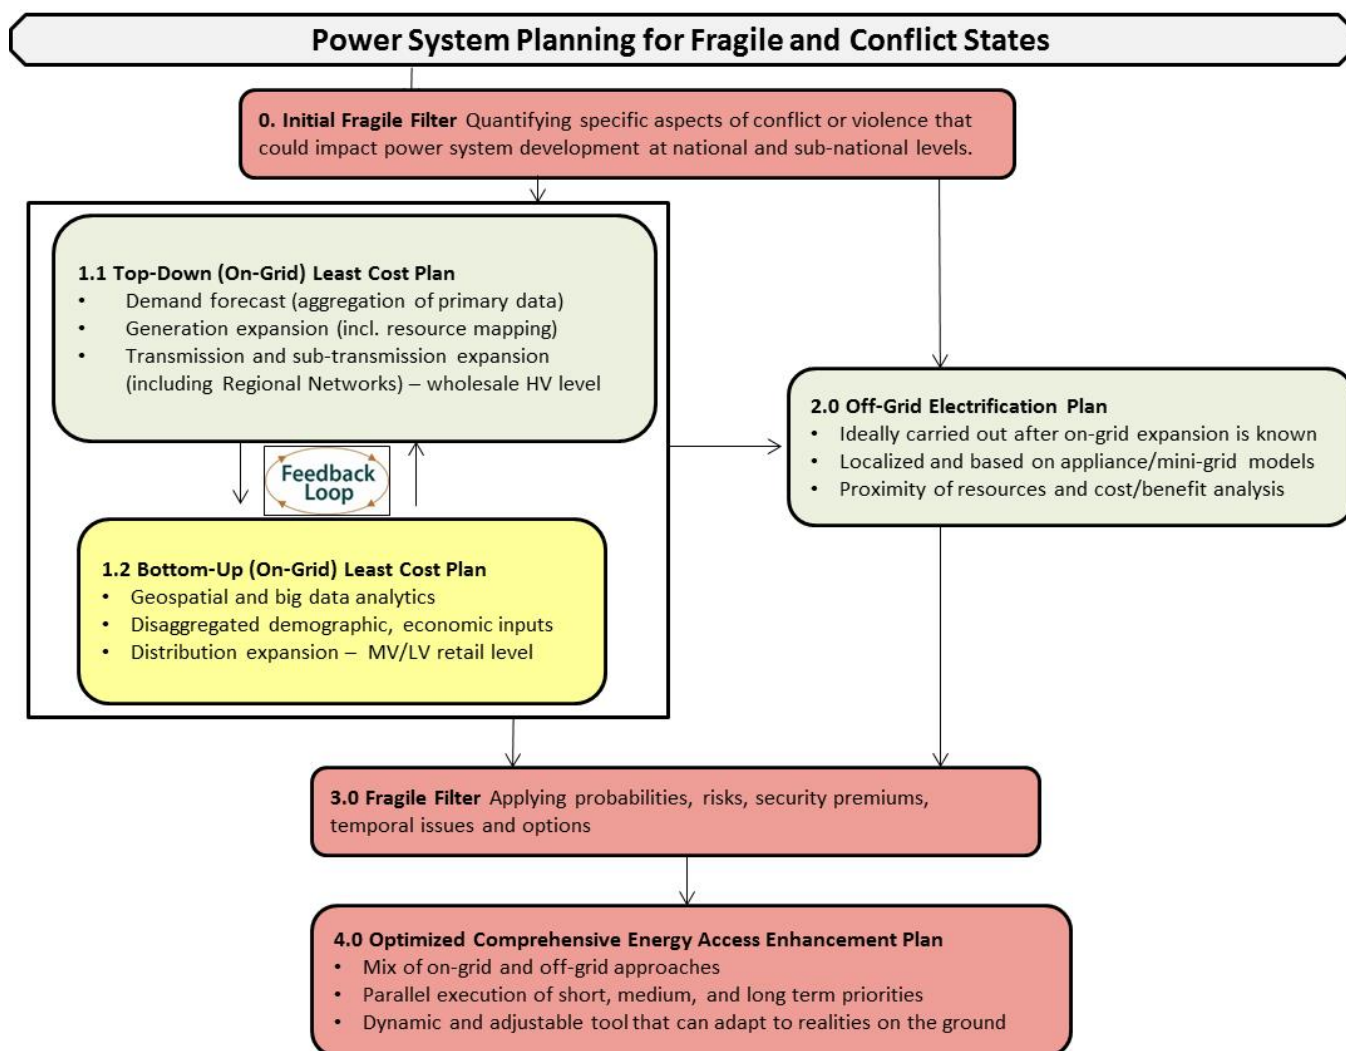 Power System Planning for Fragile and Conflict States
0. Initial Fragile Filter Quantifying specific aspects of conflict or violence that
could impact power system development at national and sub-national levels.
1.1 Top-Down (On-Grid) Least Cost Plan
• Demand forecast (aggregation of primary data)
• Generation expansion (incl. resource mapping)
• Transmission and sub-transmission expansion
(including Regional Networks) – wholesale HV level
Feedback
Loop
1.2 Bottom-Up (On-Grid) Least Cost Plan
• Geospatial and big data analytics
• Disaggregated demographic, economic inputs
• Distribution expansion – MV/LV retail level
2.0 Off-Grid Electrification Plan
• Ideally carried out after on-grid expansion is known
• Localized and based on appliance/mini-grid models
• Proximity of resources and cost/benefit analysis
3.0 Fragile Filter Applying probabilities, risks, security premiums,
temporal issues and options
4.0 Optimized Comprehensive Energy Access Enhancement Plan
• Mix of on-grid and off-grid approaches
• Parallel execution of short, medium, and long term priorities
• Dynamic and adjustable tool that can adapt to realities on the ground